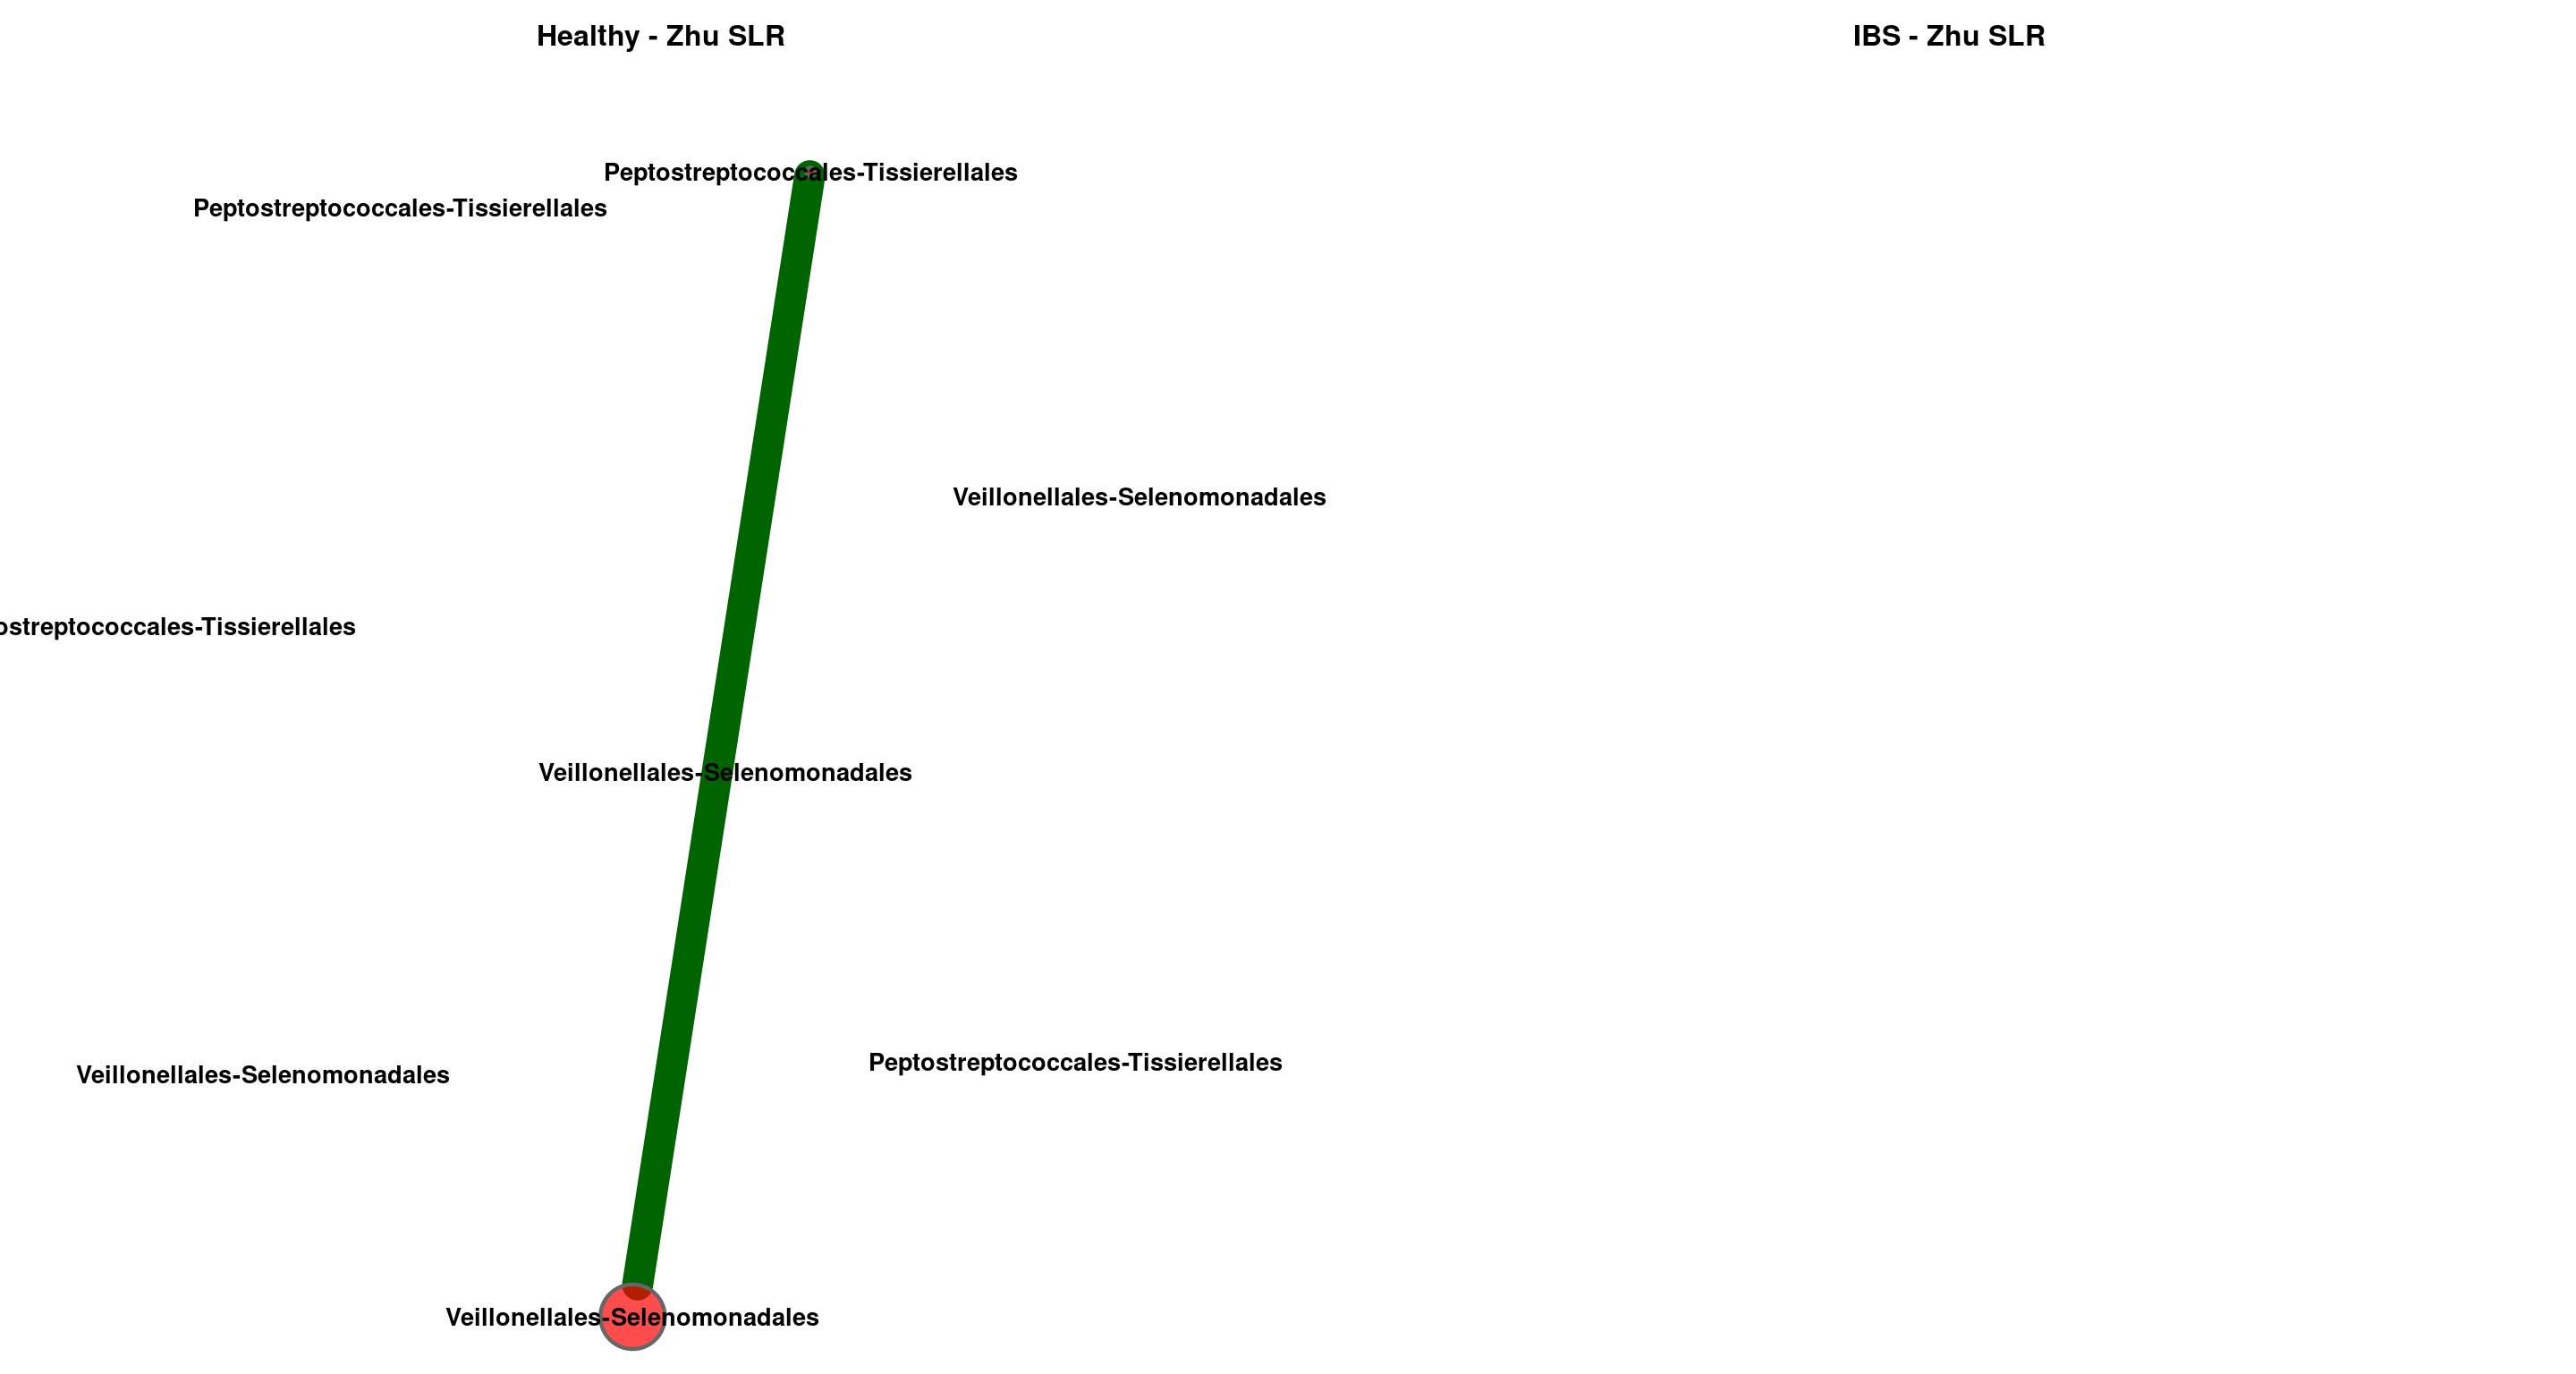 Healthy - Zhu SLR
IBS - Zhu SLR
Peptostreptococcales-Tissierellales
Peptostreptococcales-Tissierellales
Veillonellales-Selenomonadales
ostreptococcales-Tissierellales
Veillonellales-Selenomonadales
Peptostreptococcales-Tissierellales
Veillonellales-Selenomonadales
Veillonellales-Selenomonadales